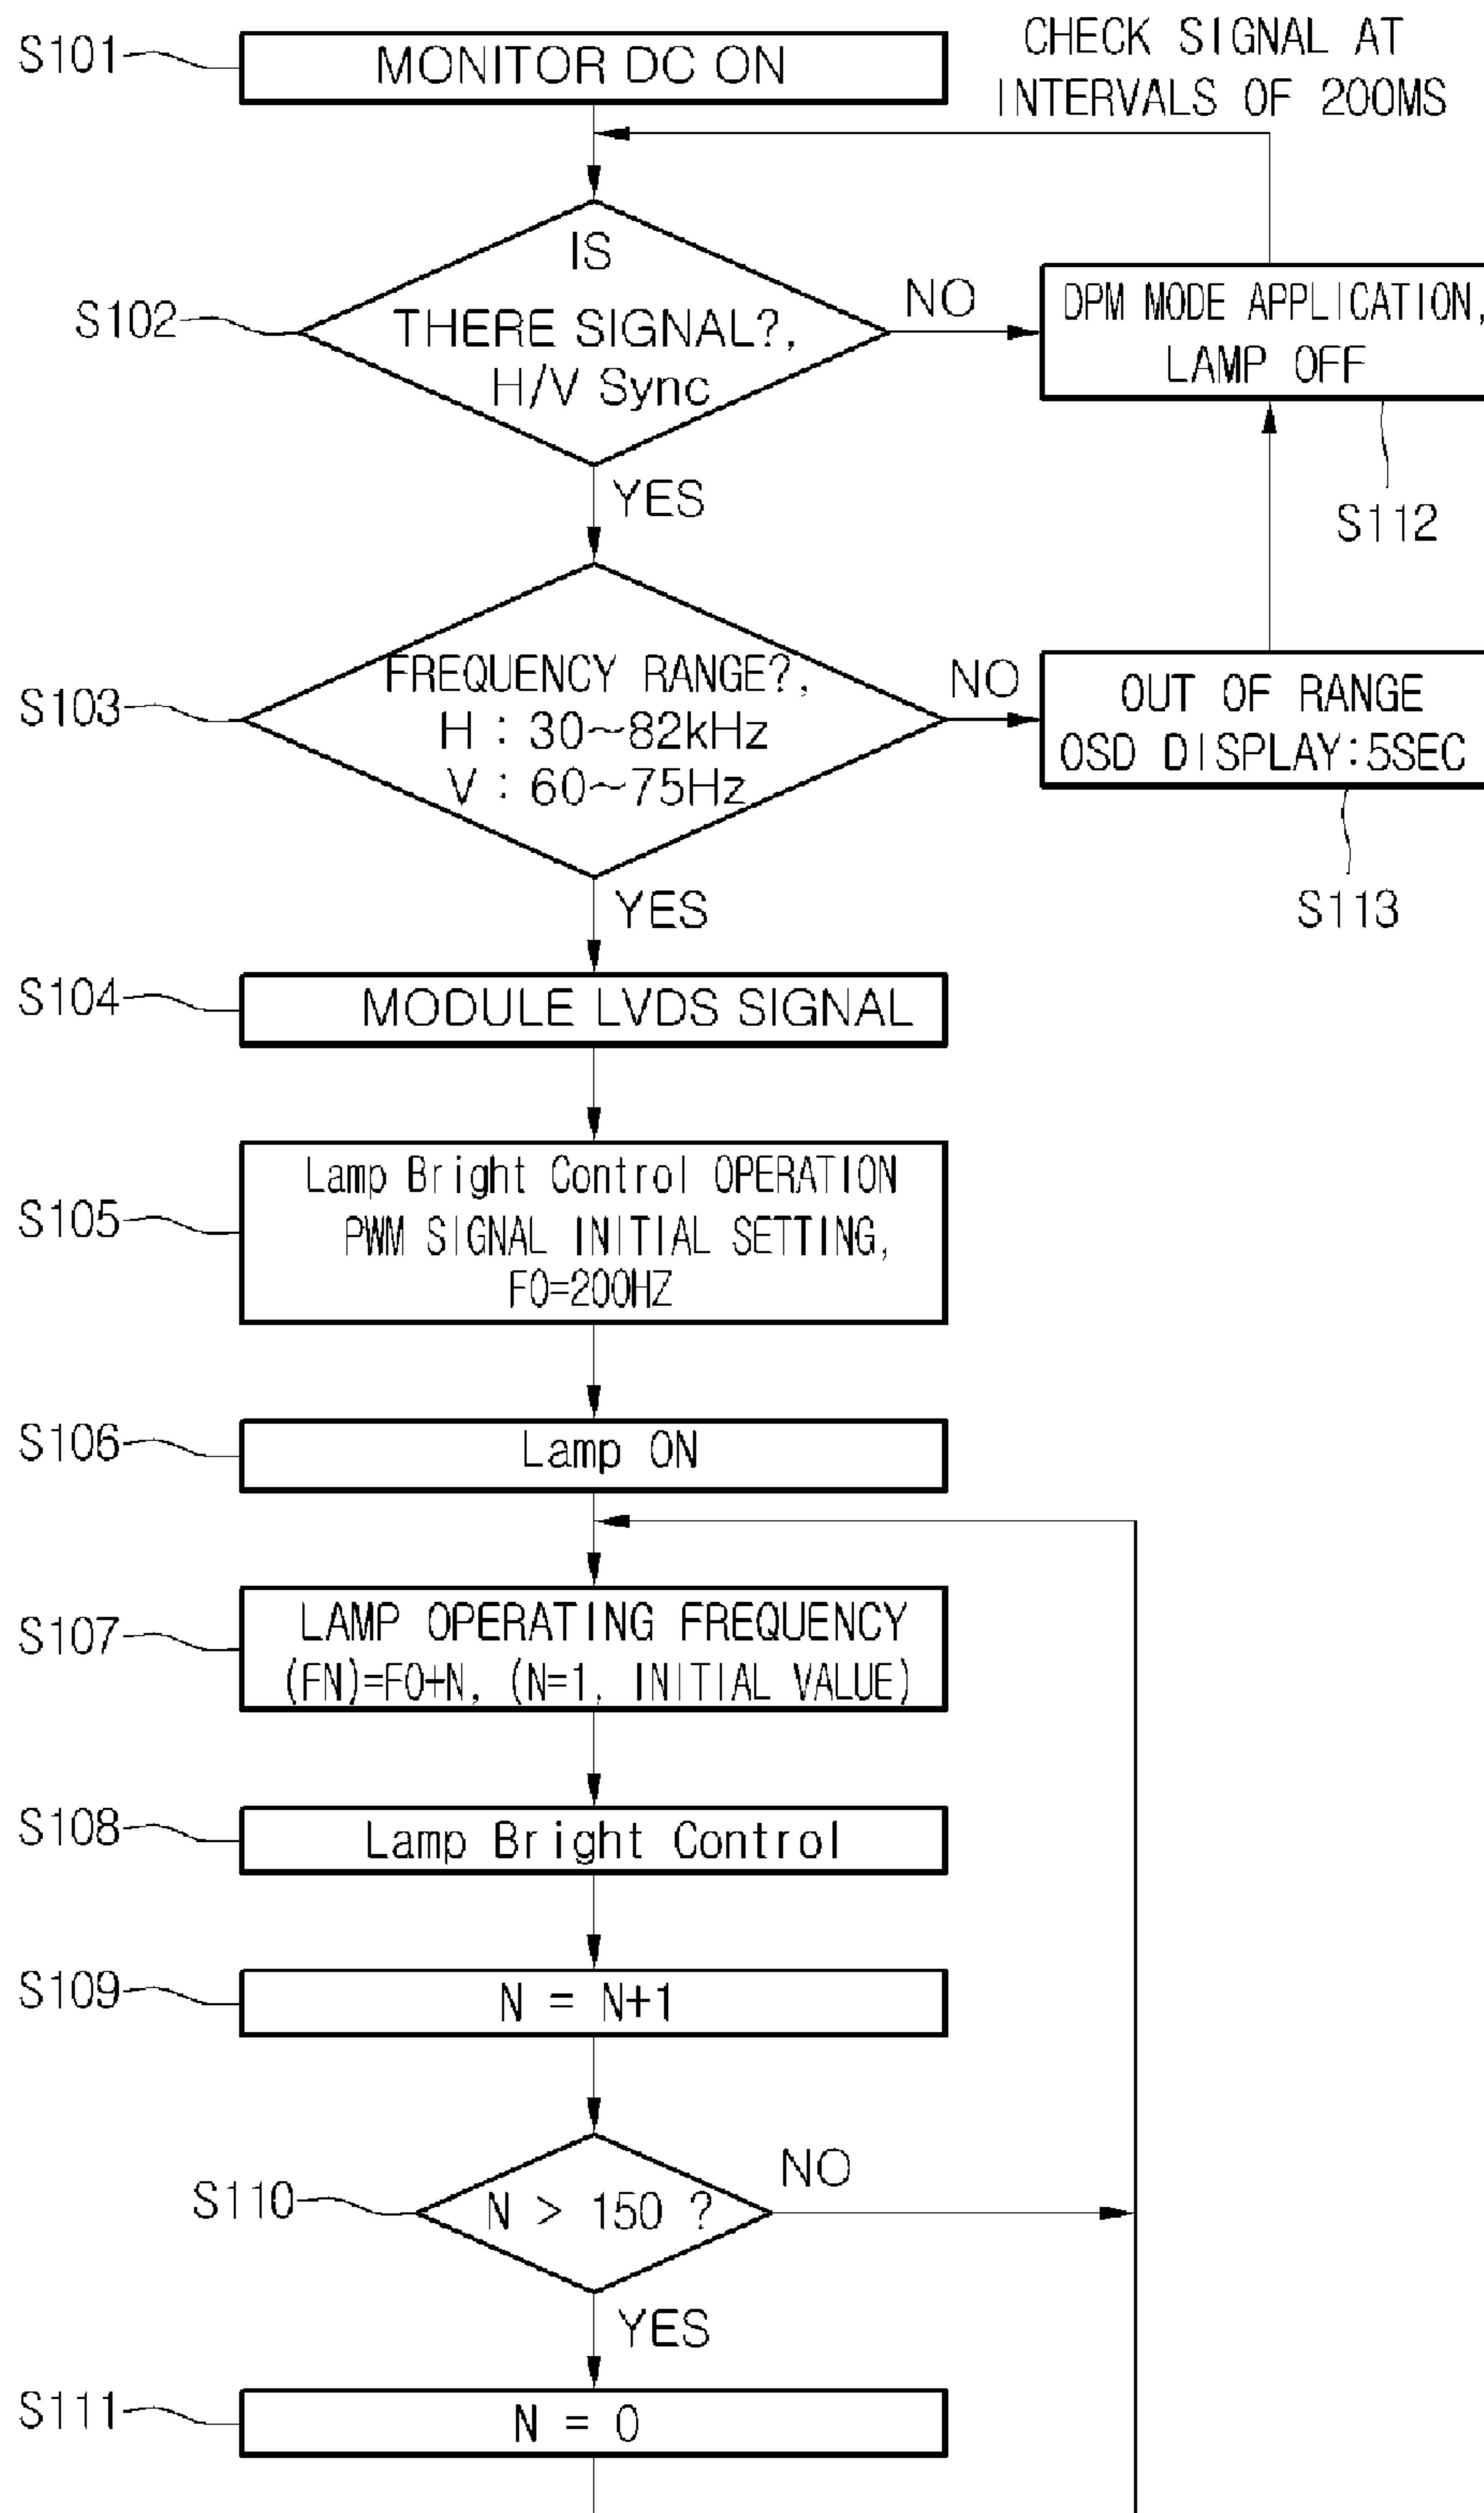 S101
MONITOR DC ON
CHECK SIGNAL AT
INTERVALS OF 200MS
S102
IS
THERE SIGNAL?,
H/V Sync
NO
DPM MODE APPLICATION,
LAMP OFF
S112
YES
S103
FREQUENCY RANGE?,
H : 30~82kHz
V : 60~75Hz
NO
OUT OF RANGE
OSD DISPLAY:5SEC
S113
YES
S104
MODULE LVDS SIGNAL
S105
Lamp Bright Control OPERATION
PWM SIGNAL INITIAL SETTING,
F0=200HZ
S106
Lamp ON
S107
LAMP OPERATING FREQUENCY
(FN)=F0+N, (N=1, INITIAL VALUE)
S108
Lamp Bright Control
S109
N = N+1
S110
N > 150 ?
NO
YES
S111
N = 0